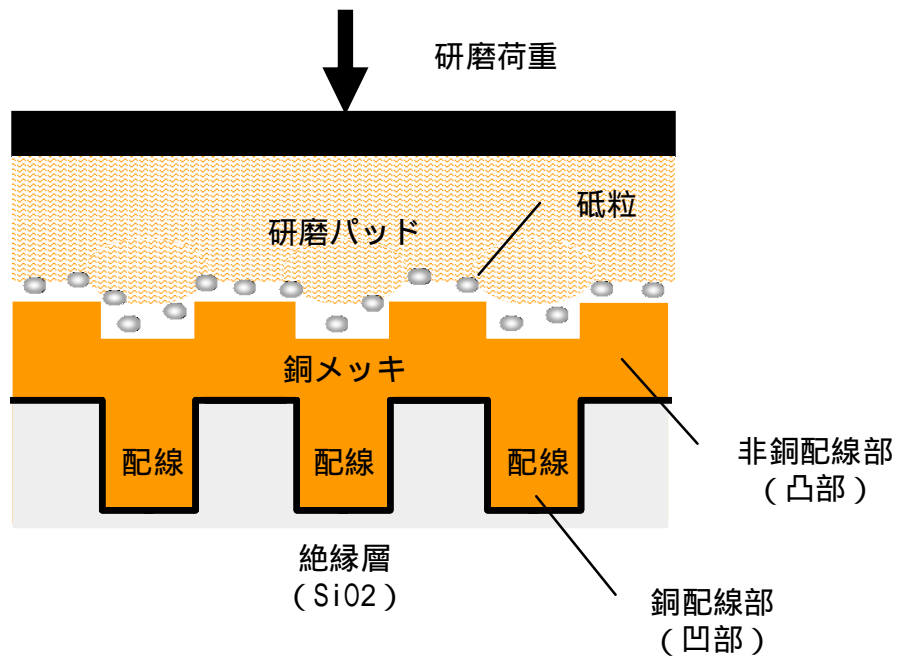 研磨荷重
砥粒
研磨パッド
銅メッキ
配線
配線
配線
非銅配線部
（凸部）
絶縁層
（SiO2）
銅配線部
（凹部）